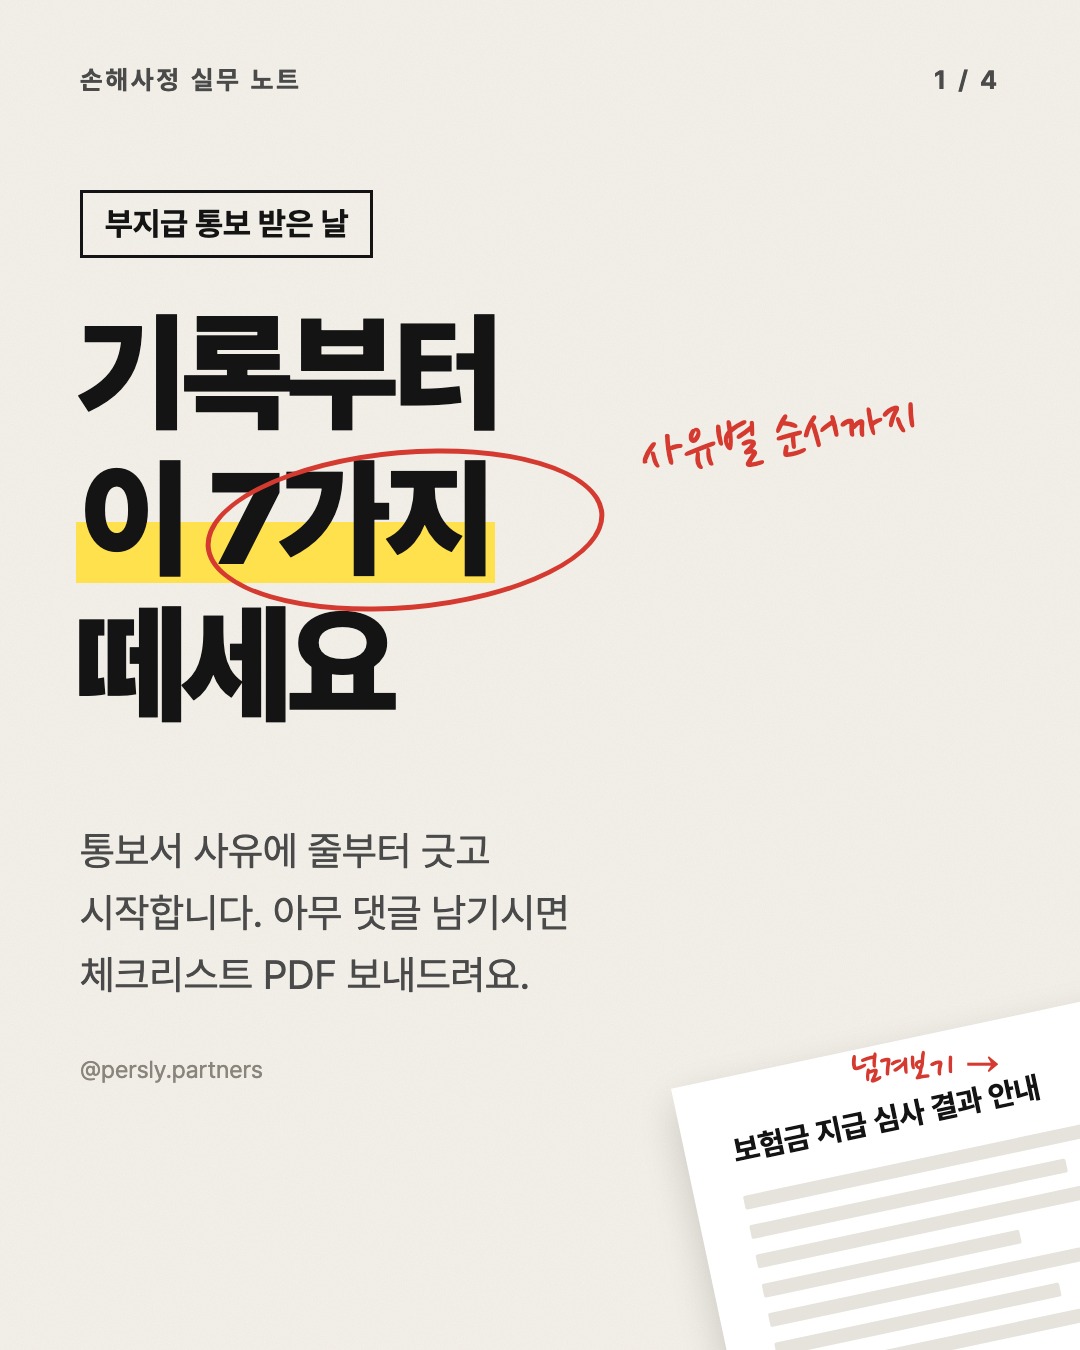 손해사정 실무 노트
1 / 4
부지급 통보 받은 날
기록부터
이 7가지
떼세요
사유별 순서까지
통보서 사유에 줄부터 긋고
시작합니다. 아무 댓글 남기시면
체크리스트 PDF 보내드려요.
@persly.partners
넘겨보기 →
보험금 지급 심사 결과 안내